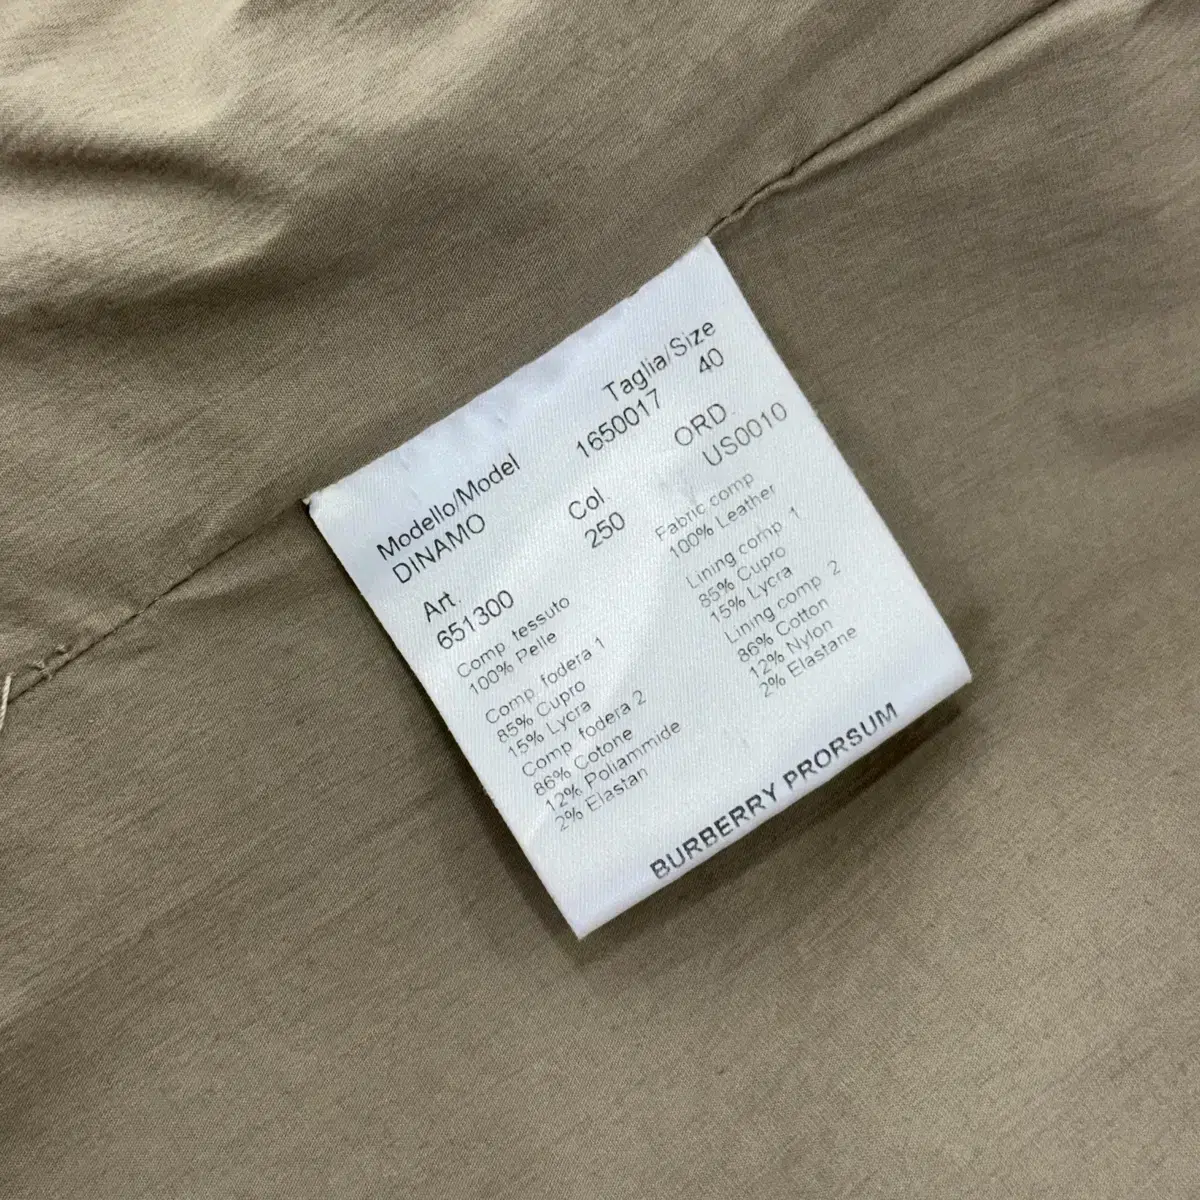 Taglia/Size
Modello/Model 1650017 40
DINAMO
Col ORD.
Art 250 US0010
651300
Comp tessuto
100% Pelle
Comp. fodera 1
85% Cupro
15% Lycra
Comp. fodera 2
86% Cotone
12% Poliammide
2% Elastan
Fabric comp
100% Leather
Lining comp 1
85% Cupro
15% Lycra
Lining comp 2
86% Cotton
12% Nylon
2% Elastane
BURBERRY PRORSUM